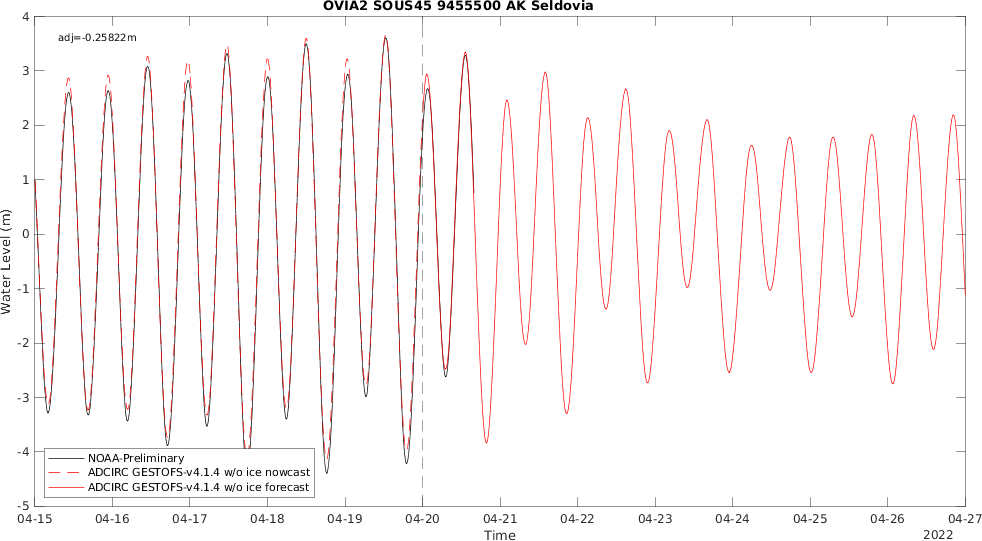 OVIA2 SOUS45 9455500 AK Seldovia
adj=-0.25822m
4
3
2
1
0
-1
-2
-3
-4
-5
Water Level (m)
NOAA-Preliminary
ADCIRC GESTOFS-v4.1.4 w/o ice nowcast
ADCIRC GESTOFS-v4.1.4 w/o ice forecast
04-15 04-16 04-17 04-18 04-19 04-20 04-21 04-22 04-23 04-24 04-25 04-26 04-27
Time
2022